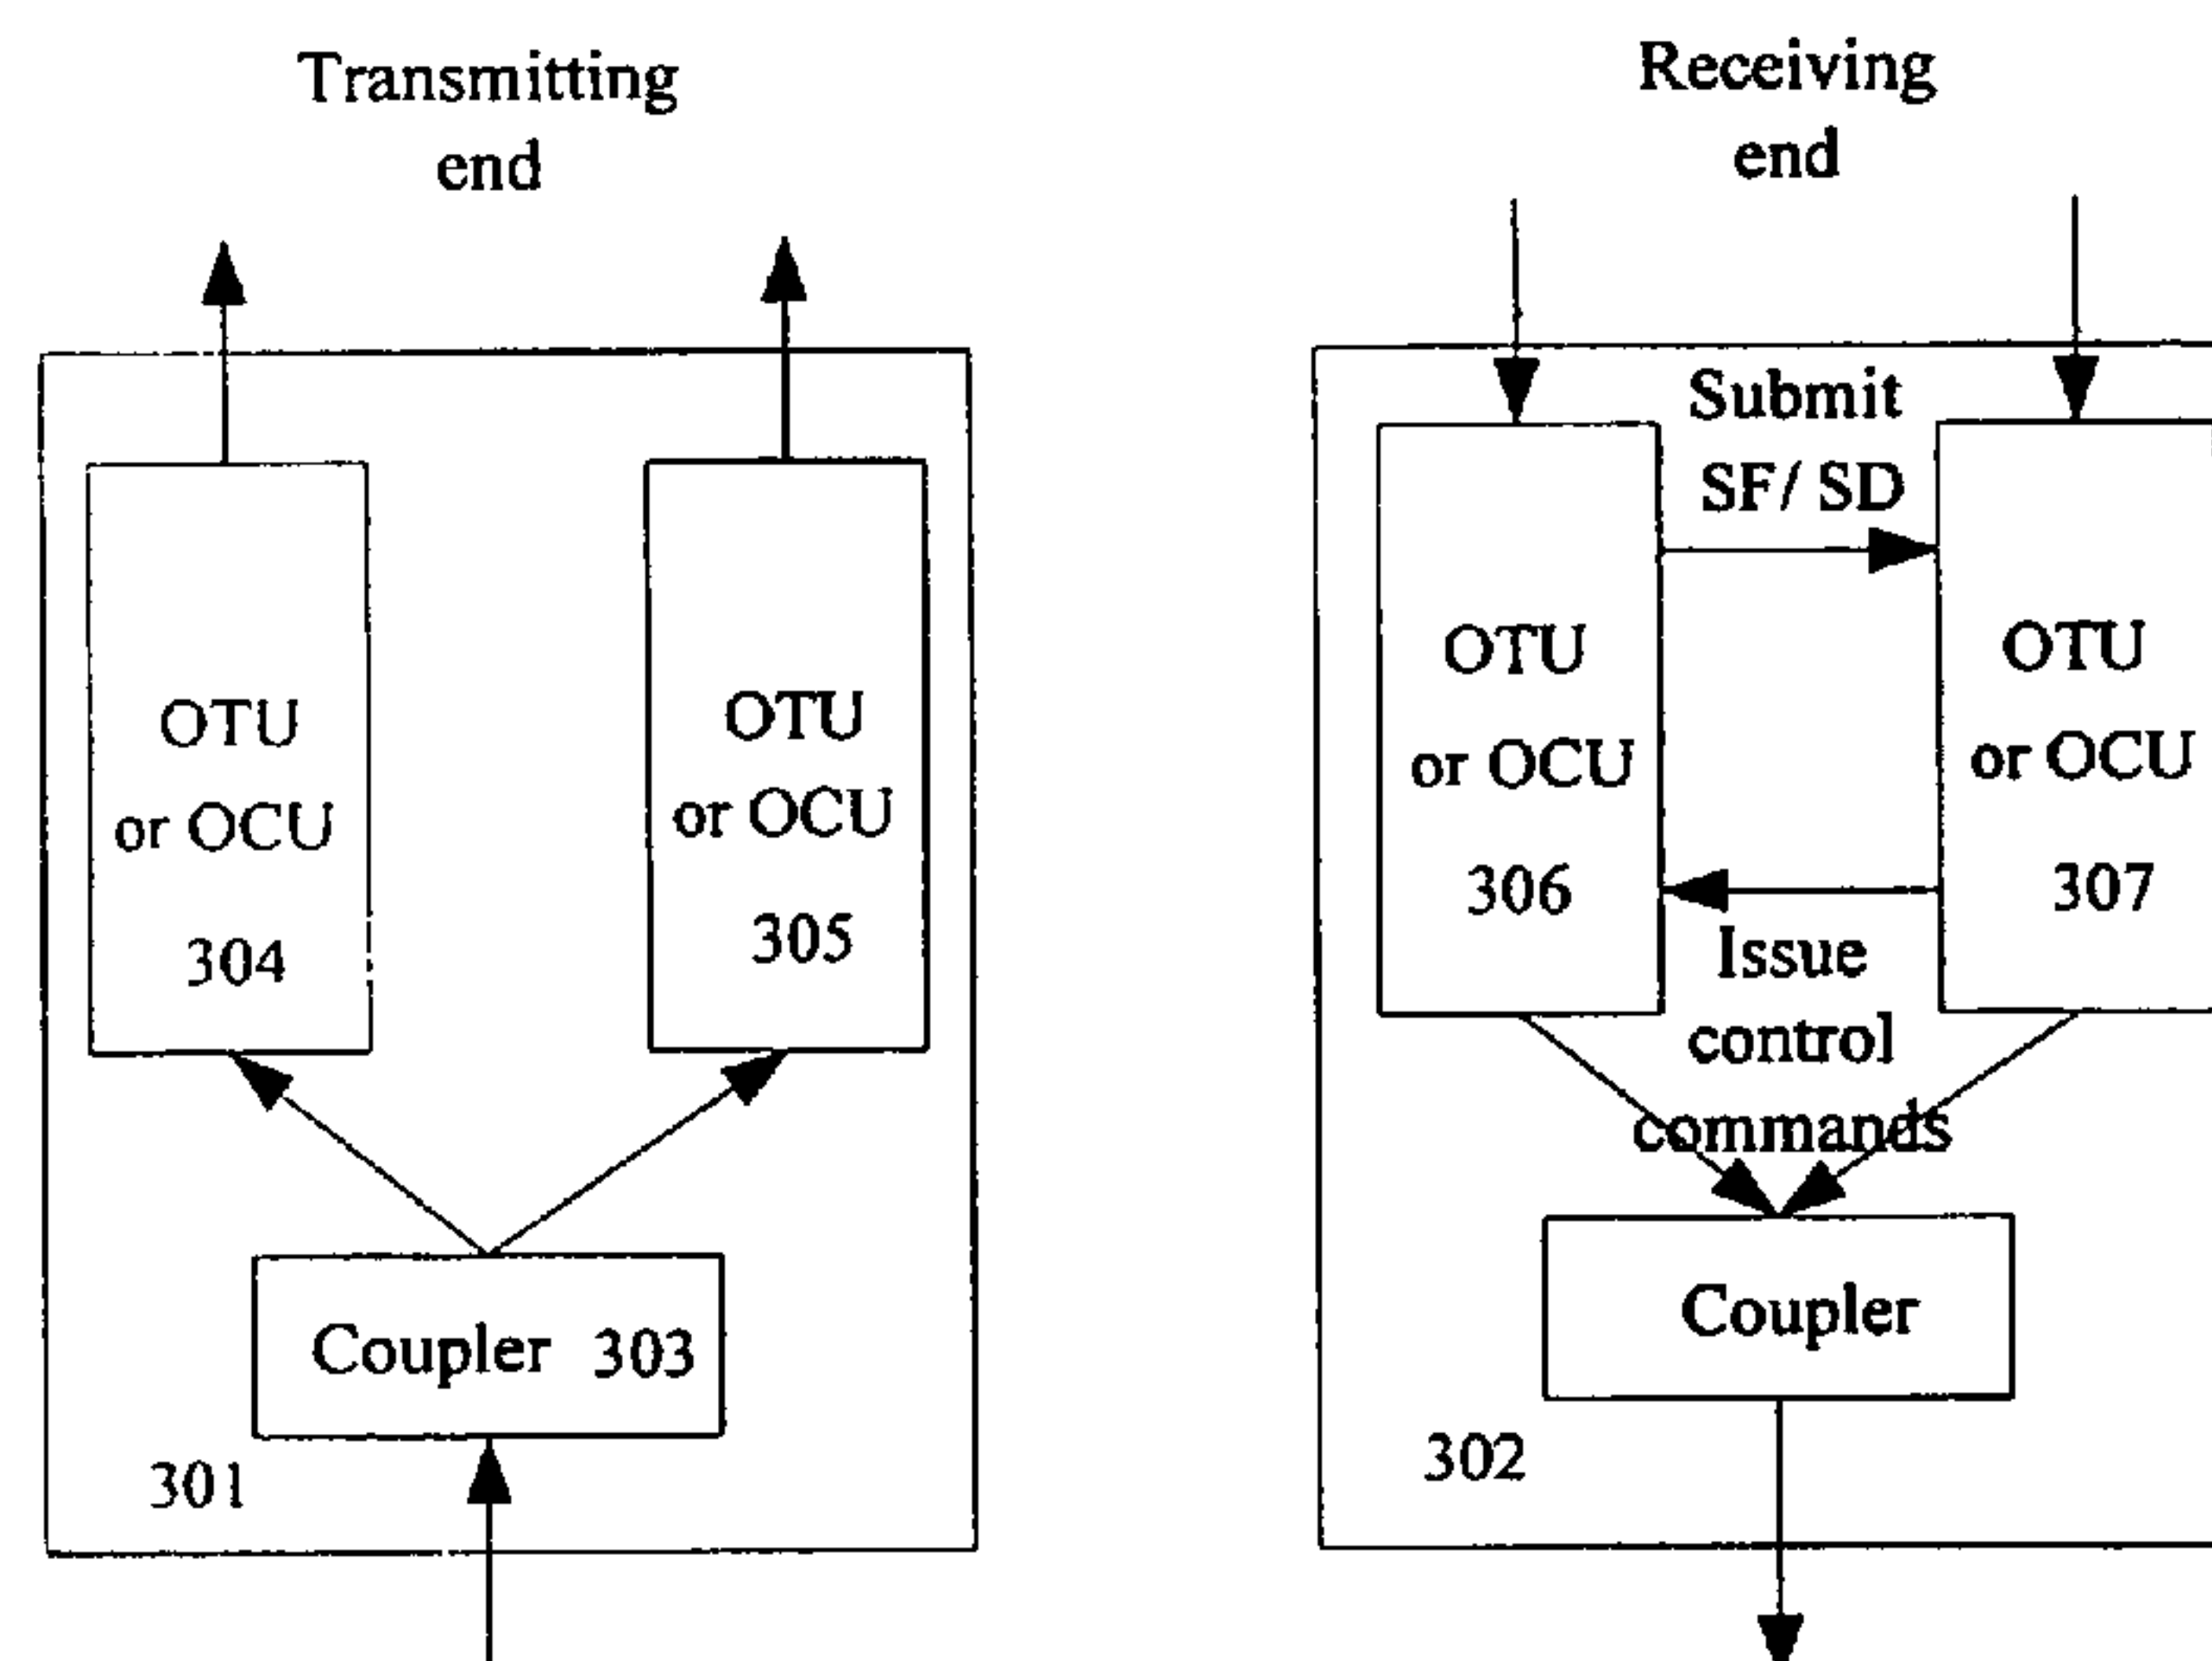 Transmitting
end
OTU
or OCU
304
OTU
or OCU
305
Coupler 303
301
Receiving
end
Submit
SF/ SD
OTU
or OCU
306
OTU
or OCU
307
Issue
control
commands
Coupler
302